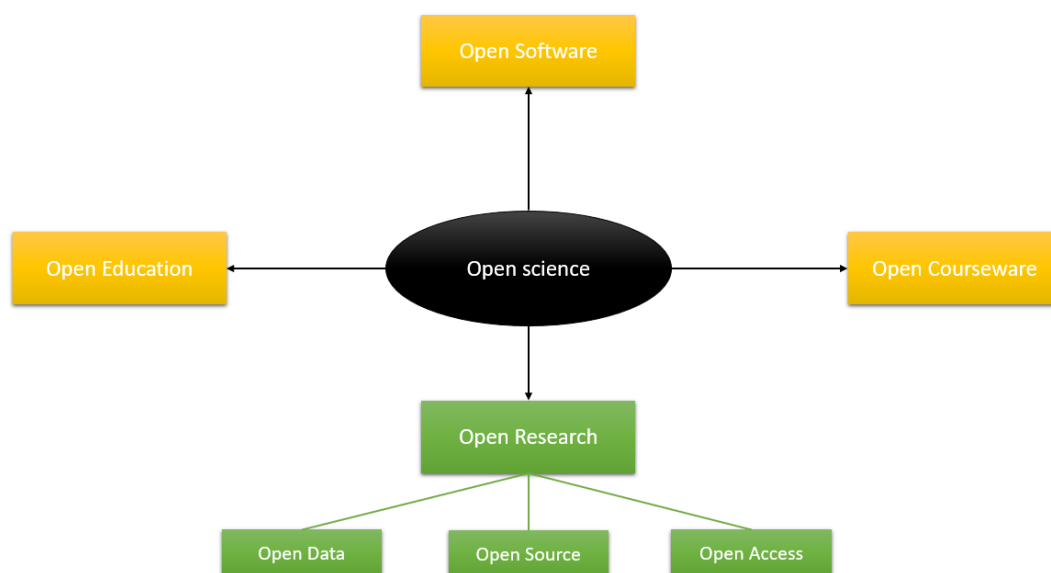 Open Software
Open Education
Open science
Open Courseware
Open Research
Open Data
Open Source
Open Access